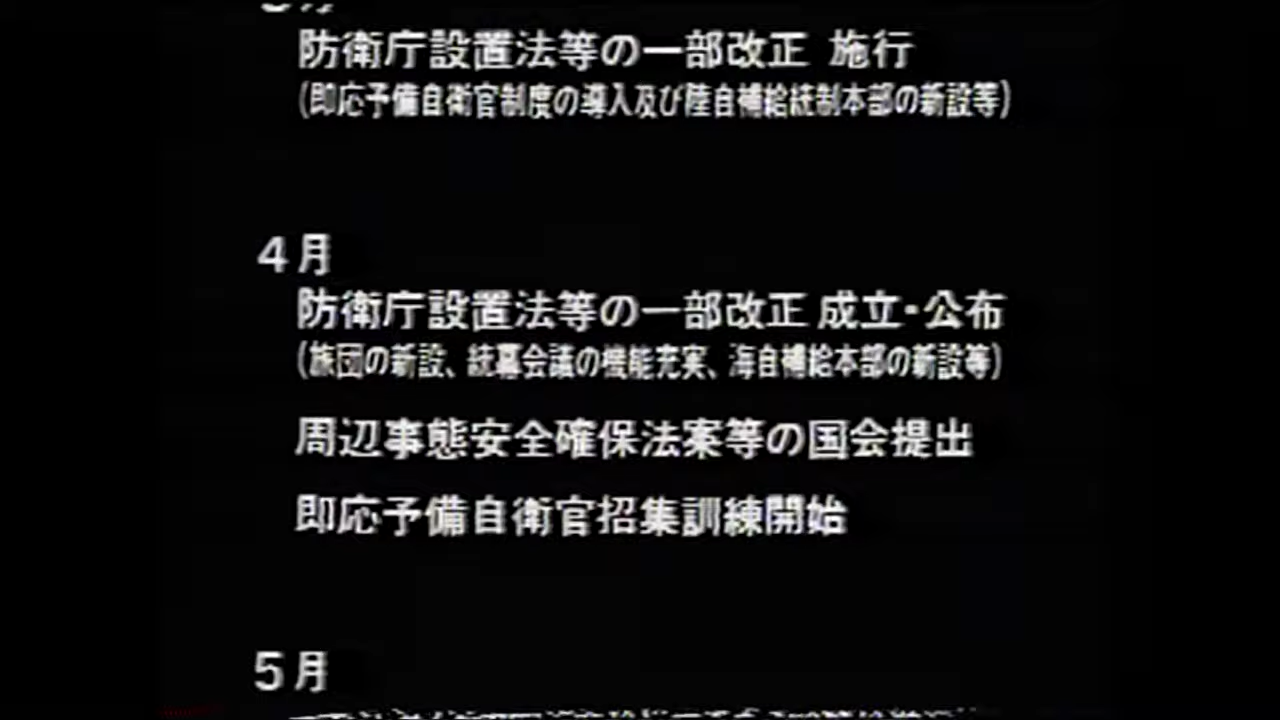 防衛庁設置法等の一部改正 施行
(即応予備自衛官制度の導入及び陸自補給統制本部の新設等)
4月
防衛庁設置法等の一部改正 成立・公布
(旅団の新設、統幕会議の機能充実、海自補給本部の新設等)
周辺事態安全確保法案等の国会提出
即応予備自衛官招集訓練開始
5月